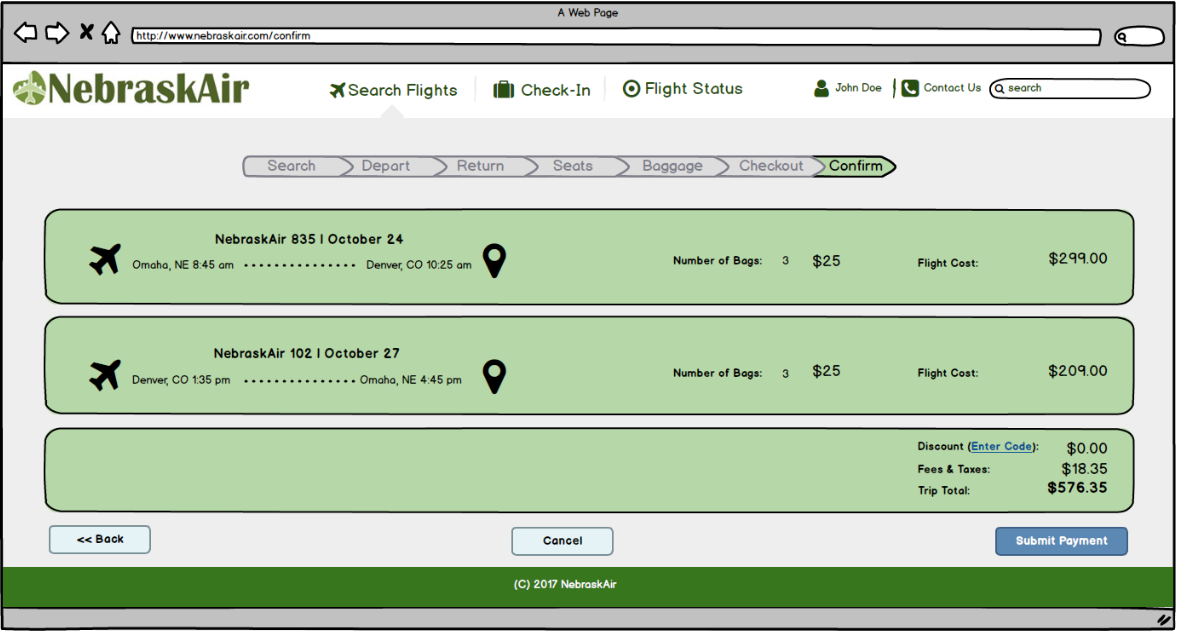 A Web Page
http://www.nebraskair.com/confirm
NebraskAir
Search Flights
Check-In
Flight Status
John Doe
Contact Us
search
Search
Depart
Return
Seats
Baggage
Checkout
Confirm
NebraskAir 835 | October 24
Omaha, NE 8:45 am
Denver, CO 10:25 am
Number of Bags: 3 $25
Flight Cost: $299.00
NebraskAir 102 | October 27
Denver, CO 1:35 pm
Omaha, NE 4:45 pm
Number of Bags: 3 $25
Flight Cost: $209.00
Discount (Enter Code): $0.00
Fees & Taxes: $18.35
Trip Total: $576.35
<< Back
Cancel
Submit Payment
(C) 2017 NebraskAir